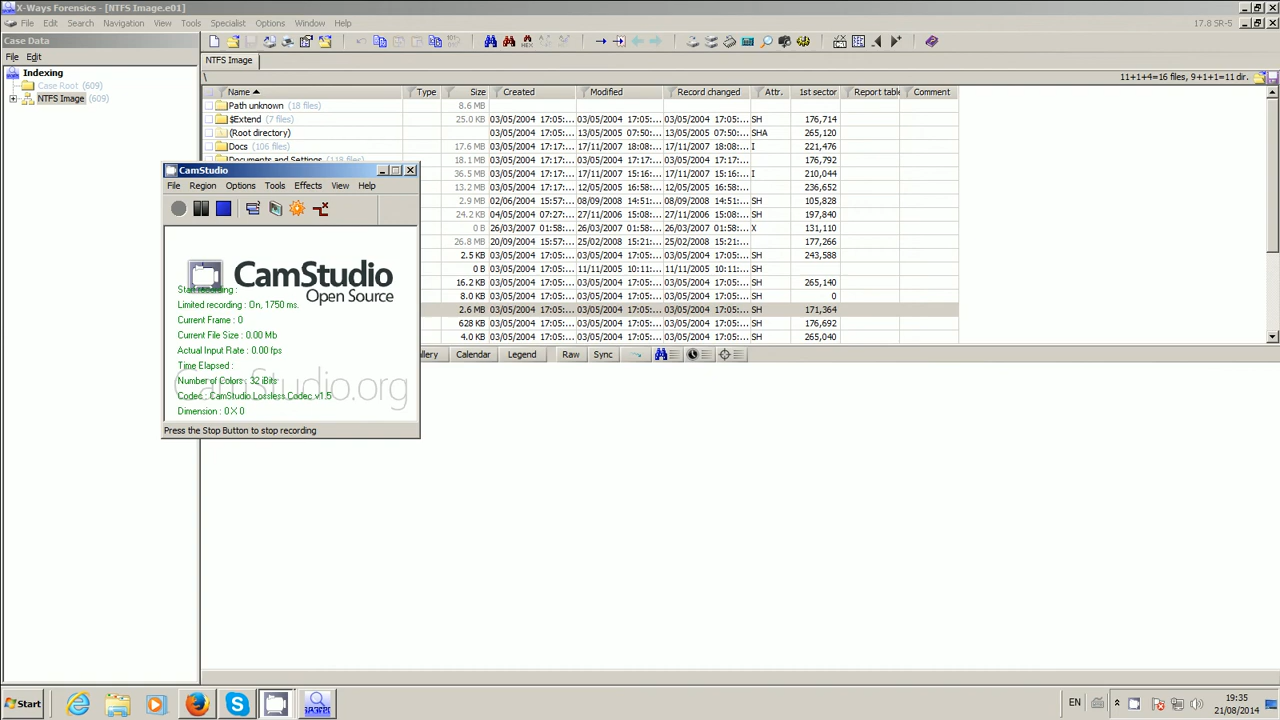 X-Ways Forensics - [NTFS Image.e01]
File Edit Search Navigation View Tools Specialist Options Window Help 17.8 SR-5
Case Data
File Edit
Indexing
Case Root (609)
NTFS Image (609)
NTFS Image
\ 11+1+4=16 files, 9+1+1=11 dir.
Name Type Size Created Modified Record changed Attr. 1st sector Report table Comment
Path unknown (18 files) 8.6 MB
$Extend (7 files) 25.0 KB 03/05/2004 17:05:... 03/05/2004 17:05:... 03/05/2004 17:05:... SH 176,714
(Root directory) 03/05/2004 17:05:... 13/05/2005 07:50:... 13/05/2005 07:50:... SHA 265,120
Docs (106 files) 17.6 MB 03/05/2004 17:17:... 17/11/2007 18:08:... 17/11/2007 18:08:... I 221,476
Documents and Settings (118 files) 18.1 MB 03/05/2004 17:17:... 03/05/2004 17:17:... 03/05/2004 17:17:... SH 176,792
36.5 MB 03/05/2004 17:17:... 17/11/2007 15:16:... 17/11/2007 15:16:... I 210,044
13.2 MB 03/05/2004 17:17:... 12/05/2005 16:58:... 12/05/2005 16:58:... 236,652
2.9 MB 02/06/2004 15:57:... 08/09/2008 14:51:... 08/09/2008 14:51:... SH 105,828
24.2 KB 04/05/2004 07:27:... 27/11/2006 15:08:... 27/11/2006 15:08:... SH 197,840
0 B 26/03/2007 01:58:... 26/03/2007 01:58:... 26/03/2007 01:58:... X 131,110
26.8 MB 20/09/2004 15:57:... 25/02/2008 15:21:... 25/02/2008 15:21:... 177,266
2.5 KB 03/05/2004 17:05:... 03/05/2004 17:05:... 03/05/2004 17:05:... SH 243,588
0 B 03/05/2004 17:05:... 11/11/2005 10:11:... 11/11/2005 10:11:... SH
16.2 KB 03/05/2004 17:05:... 03/05/2004 17:05:... 03/05/2004 17:05:... SH 265,140
8.0 KB 03/05/2004 17:05:... 03/05/2004 17:05:... 03/05/2004 17:05:... SH 0
2.6 MB 03/05/2004 17:05:... 03/05/2004 17:05:... 03/05/2004 17:05:... SH 171,364
628 KB 03/05/2004 17:05:... 03/05/2004 17:05:... 03/05/2004 17:05:... SH 176,692
4.0 KB 03/05/2004 17:05:... 03/05/2004 17:05:... 03/05/2004 17:05:... SH 265,040
allery Calendar Legend Raw Sync
CamStudio
File Region Options Tools Effects View Help
CamStudio
Open Source
Start recording :
Limited recording : On, 1750 ms.
Current Frame : 0
Current File Size : 0.00 Mb
Actual Input Rate : 0.00 fps
Time Elapsed :
Number of Colors : 32 iBits
CamStudio.org
Codec : CamStudio Lossless Codec v1.5
Dimension : 0 X 0
Press the Stop Button to stop recording
Start
EN
19:35
21/08/2014